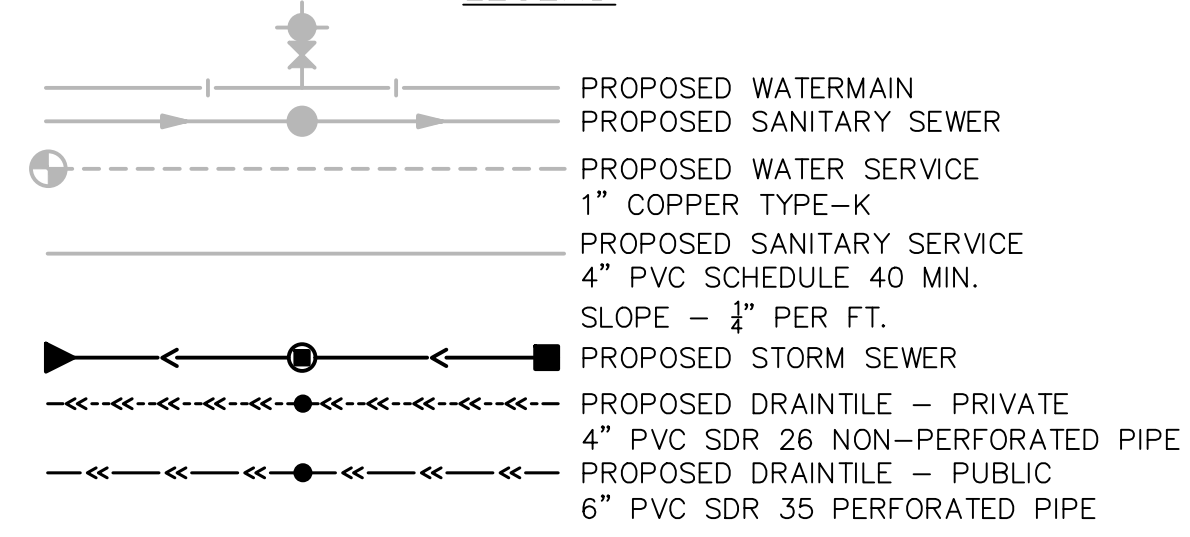 PROPOSED WATERMAIN
PROPOSED SANITARY SEWER
PROPOSED WATER SERVICE
1” COPPER TYPE-K
PROPOSED SANITARY SERVICE
4” PVC SCHEDULE 40 MIN.
SLOPE - ¼” PER FT.
PROPOSED STORM SEWER
PROPOSED DRAINTILE - PRIVATE
4” PVC SDR 26 NON-PERFORATED PIPE
PROPOSED DRAINTILE - PUBLIC
6” PVC SDR 35 PERFORATED PIPE